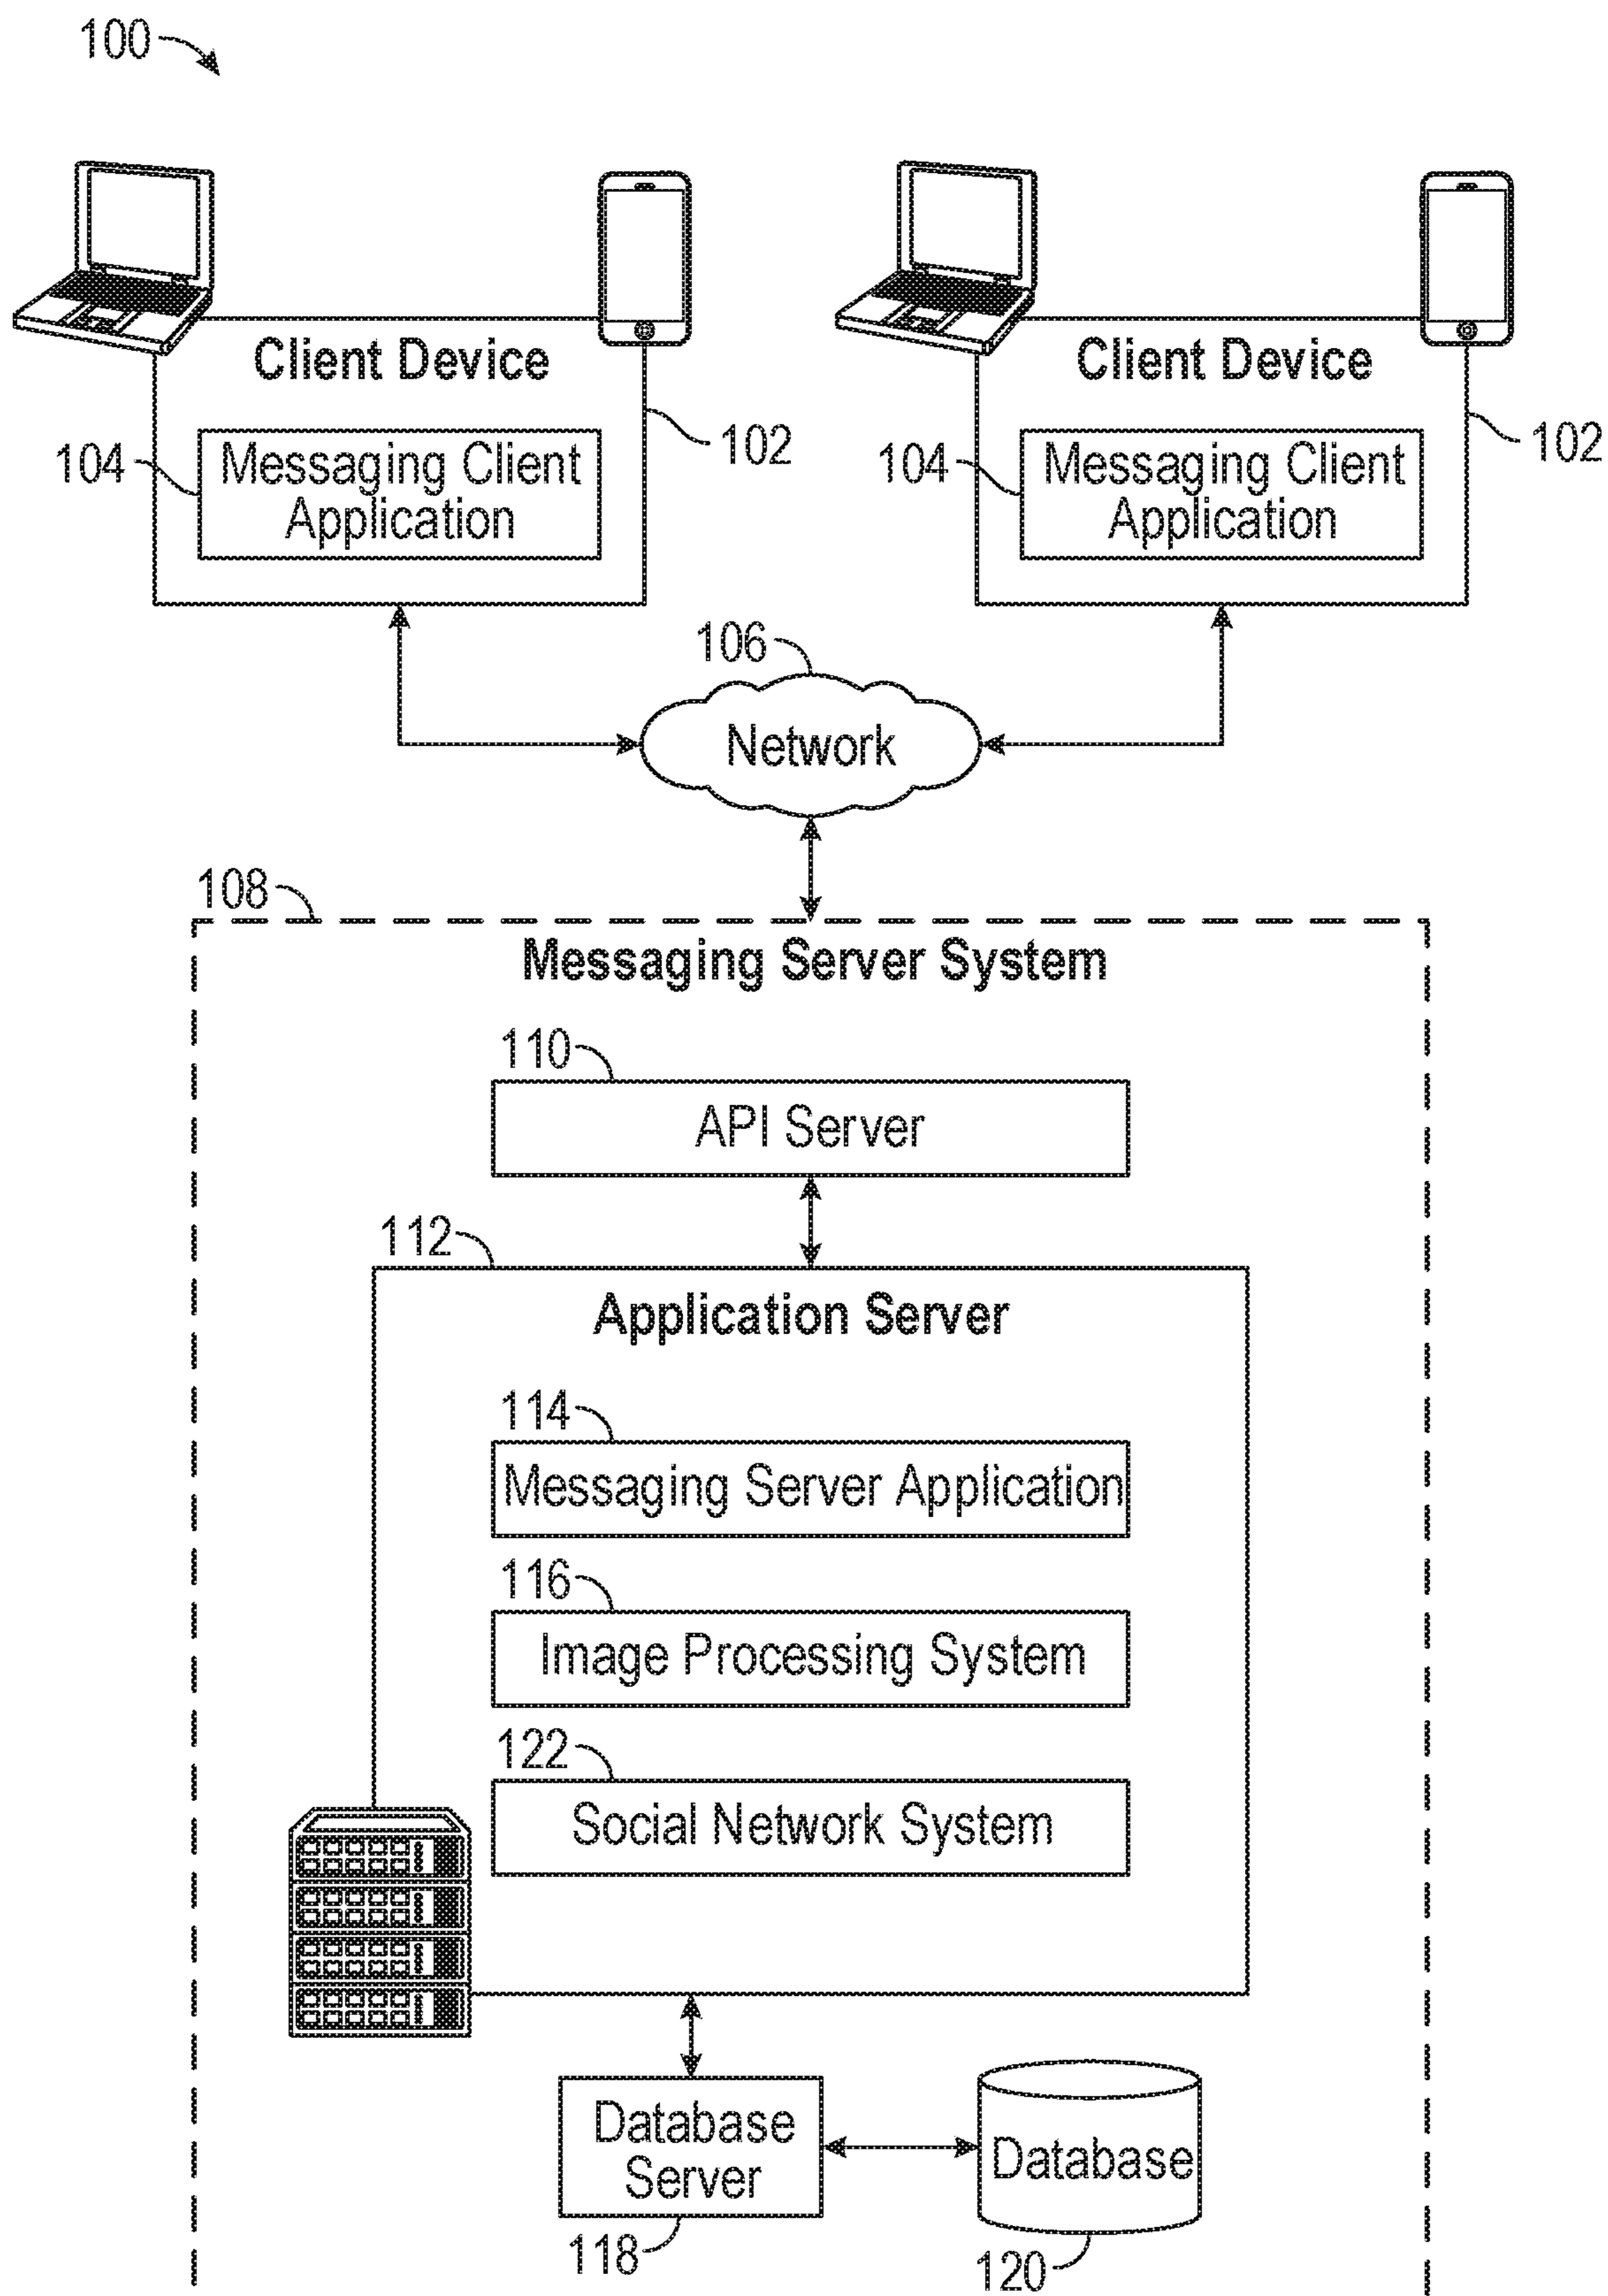 100
Client Device
Client Device
102
102
104
Messaging Client
Application
104
Messaging Client
Application
106
Network
108
Messaging Server System
110
API Server
112
Application Server
114
Messaging Server Application
116
Image Processing System
122
Social Network System
Database
Server
118
Database
120